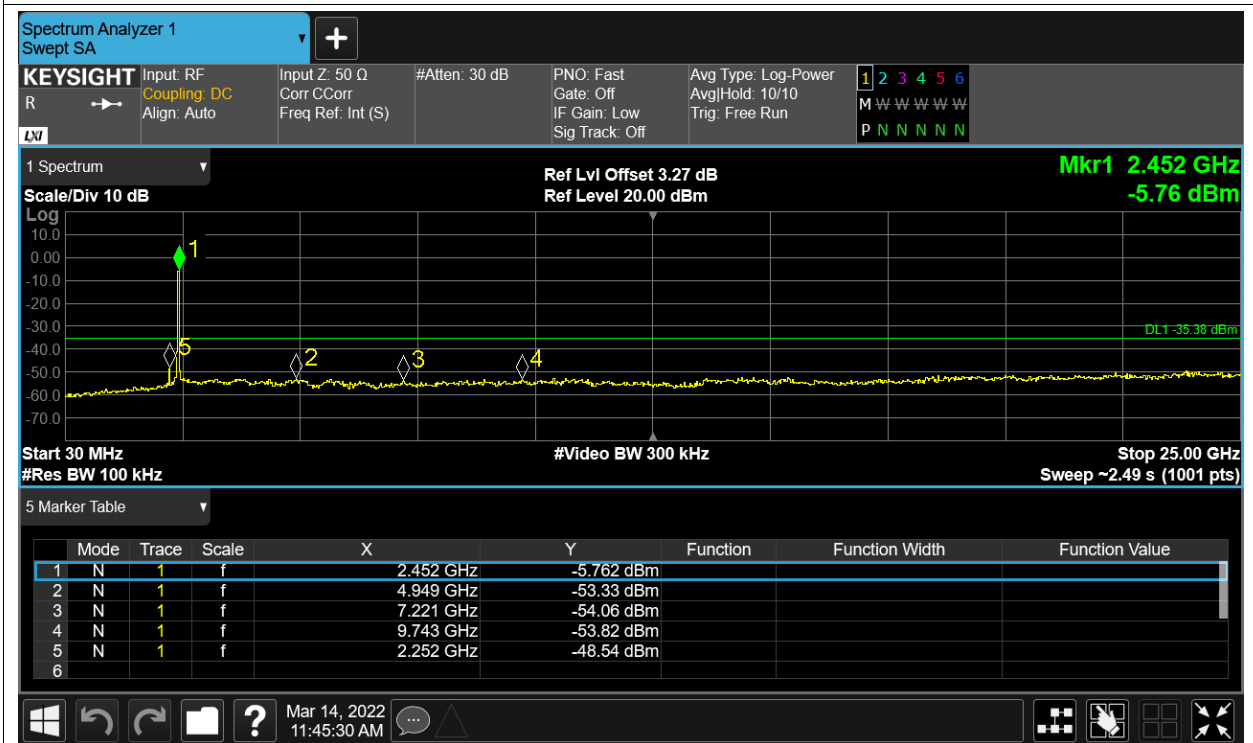 Spectrum Analyzer 1
Swept SA
+
KEYSIGHT Input: RF Input Z: 50 Ω #Atten: 30 dB PNO: Fast Avg Type: Log-Power 1 2 3 4 5 6
R Coupling: DC Corr CCorr Gate: Off Avg|Hold: 10/10 M W W W W W
Align: Auto Freq Ref: Int (S) IF Gain: Low Trig: Free Run
LXI Sig Track: Off P N N N N N
1 Spectrum Ref Lvl Offset 3.27 dB Mkr1 2.452 GHz
Scale/Div 10 dB Ref Level 20.00 dBm -5.76 dBm
Log
10.0
1
0.00
-10.0
-20.0
-30.0
DL1 -35.38 dBm
-40.0
5 2 3 4
-50.0
-60.0
-70.0
Start 30 MHz #Video BW 300 kHz Stop 25.00 GHz
#Res BW 100 kHz Sweep ~2.49 s (1001 pts)
5 Marker Table
Mode Trace Scale X Y Function Function Width Function Value
1 N 1 f 2.452 GHz -5.762 dBm
2 N 1 f 4.949 GHz -53.33 dBm
3 N 1 f 7.221 GHz -54.06 dBm
4 N 1 f 9.743 GHz -53.82 dBm
5 N 1 f 2.252 GHz -48.54 dBm
6
? Mar 14, 2022
11:45:30 AM